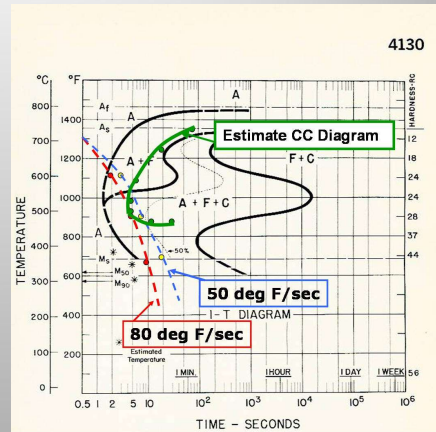 4130
°C
°F
A
800
Af
1400
As
HARDNESS-RC
Estimate CC Diagram
12
700
A + F
1200
F+C
18
600
24
1000
A + F + C
24
500
28
A
800
37
400
50%
Ms
44
M50
600
300
M90
50 deg F/sec
I-T DIAGRAM
400
80 deg F/sec
200
Estimated
Temperature
200
100
1 MIN.
1 HOUR
1 DAY
1 WEEK
56
0
0.5 1 2 5 10 10² 10³ 10⁴ 10⁵ 10⁶
TEMPERATURE
TIME - SECONDS